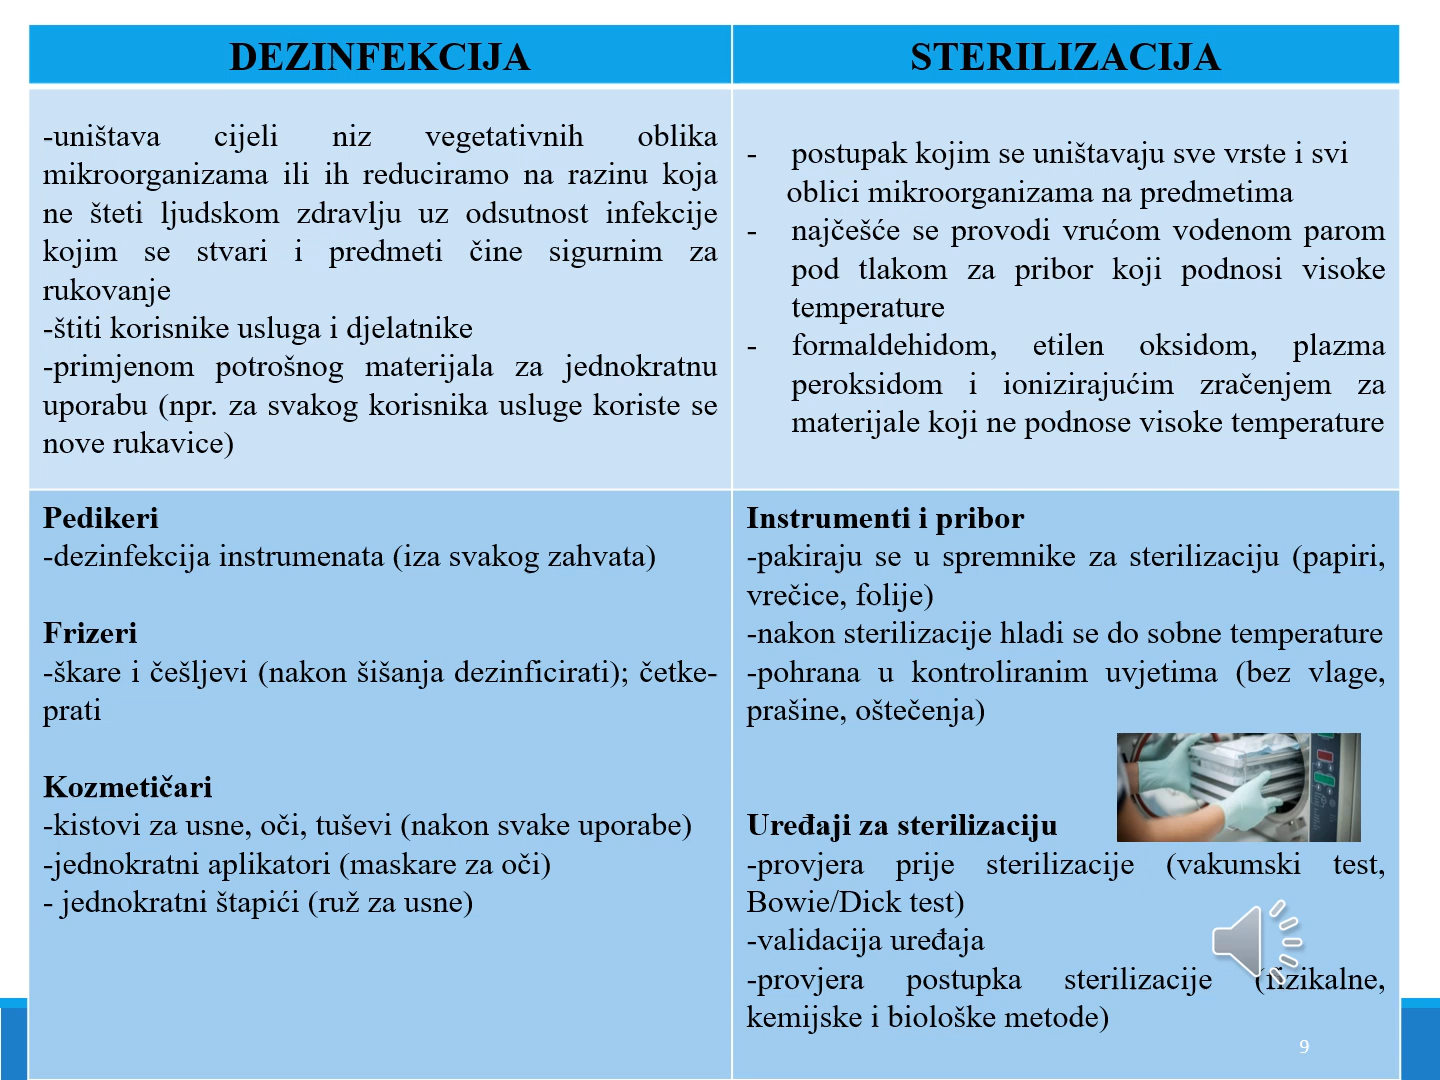 DEZINFEKCIJA
-uništava cijeli niz vegetativnih oblika
mikroorganizama ili ih reduciramo na razinu koja
ne šteti ljudskom zdravlju uz odsutnost infekcije
kojim se stvari i predmeti čine sigurnim za
rukovanje
-štiti korisnike usluga i djelatnike
-primjenom potrošnog materijala za jednokratnu
uporabu (npr. za svakog korisnika usluge koriste se
nove rukavice)
STERILIZACIJA
- postupak kojim se uništavaju sve vrste i svi
oblici mikroorganizama na predmetima
- najčešće se provodi vrućom vodenom parom
pod tlakom za pribor koji podnosi visoke
temperature
- formaldehidom, etilen oksidom, plazma
peroksidom i ionizirajućim zračenjem za
materijale koji ne podnose visoke temperature
Pedikeri
-dezinfekcija instrumenata (iza svakog zahvata)
Frizeri
-škare i češljevi (nakon šišanja dezinficirati); četke-
prati
Kozmetičari
-kistovi za usne, oči, tuševi (nakon svake uporabe)
-jednokratni aplikatori (maskare za oči)
- jednokratni štapići (ruž za usne)
Instrumenti i pribor
-pakiraju se u spremnike za sterilizaciju (papiri,
vrečice, folije)
-nakon sterilizacije hladi se do sobne temperature
-pohrana u kontroliranim uvjetima (bez vlage,
prašine, oštečenja)
Uređaji za sterilizaciju
-provjera prije sterilizacije (vakumski test,
Bowie/Dick test)
-validacija uređaja
-provjera postupka sterilizacije (fizikalne,
kemijske i biološke metode)
9